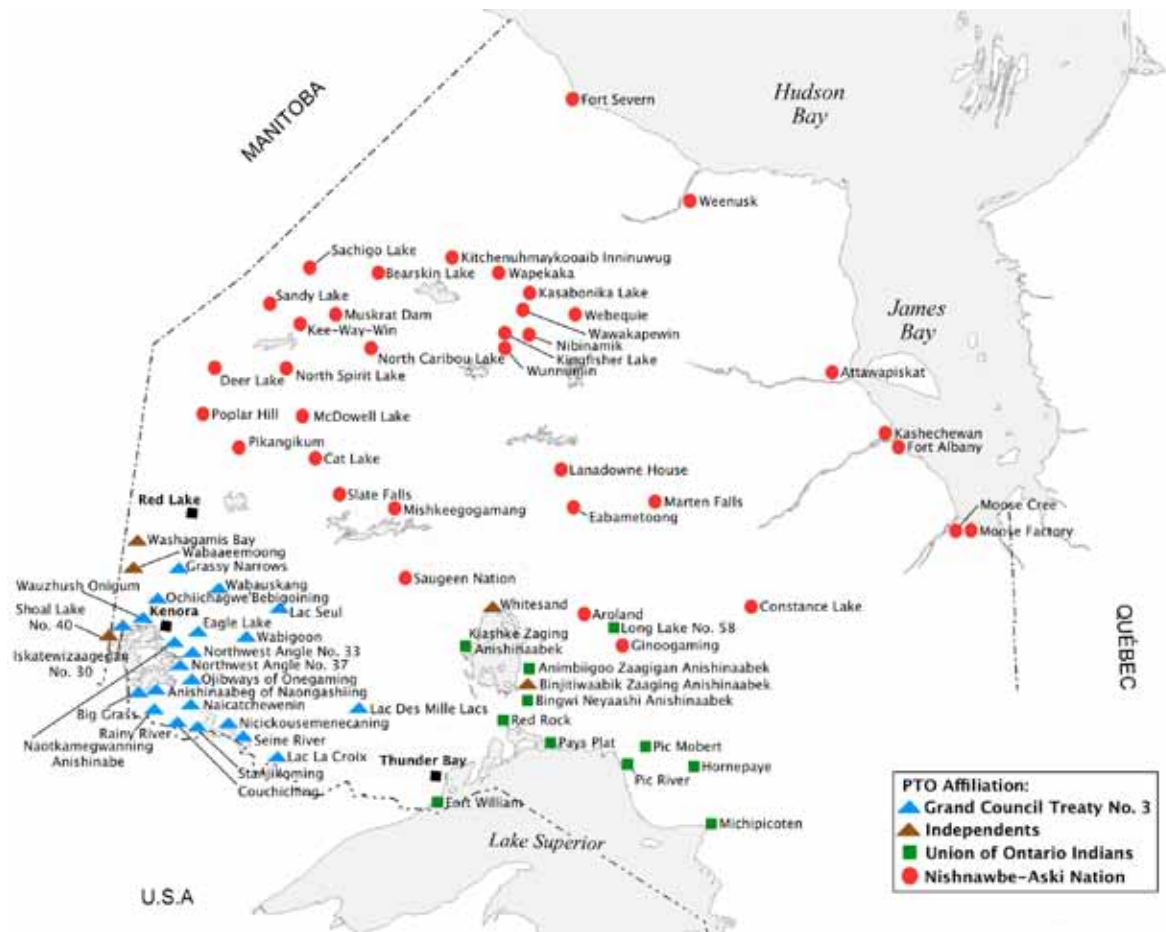 Hudson
Bay
MANITOBA
Fort Severn
Weenusk
Sachigo Lake
Kitchenuhmaykooaib Inninuwug
Bearskin Lake
Wapekaka
Kasabonika Lake
Sandy Lake
Muskrat Dam
Webequie
James
Bay
Kee-Way-Win
Wawakapewin
Nibinamik
North Caribou Lake
Kingfisher Lake
Wunnumin
Deer Lake
North Spirit Lake
Attawapiskat
Poplar Hill
McDowell Lake
Kashechewan
Fort Albany
Pikangikum
Cat Lake
Lanadowne House
Slate Falls
Mishkeegogamang
Eabametoong
Marten Falls
Moose Cree
Moose Factory
Red Lake
Washagamis Bay
Wabaaeemoong
Grassy Narrows
Saugeen Nation
Wauzhush Onigum
Wabauskang
Ochiichagwe'Bebigoining
Shoal Lake
No. 40
Kenora
Lac Seul
Whitesand
Aroland
Constance Lake
QUÉBEC
Eagle Lake
Long Lake No. 58
Iskatewizaagegan
No. 30
Wabigoon
Kiashke Zaging
Anishinaabek
Ginoogaming
Northwest Angle No. 33
Northwest Angle No. 37
Animbiigoo Zaagigan Anishinaabek
Ojibways of Onegaming
Binjitiwaabik Zaaging Anishinaabek
Anishinaabeg of Naongashiing
Bingwi Neyaashi Anishinaabek
Big Grass
Naicatchewenin
Lac Des Mille Lacs
Rainy River
Nicickousemenecaning
Red Rock
Naotkamegwanning
Anishinabe
Seine River
Pays Plat
Pic Mobert
Lac La Croix
Thunder Bay
Hornepaye
Stanjikoming
Pic River
Couchiching
Fort William
Michipicoten
Lake Superior
U.S.A
PTO Affiliation:
Grand Council Treaty No. 3
Independents
Union of Ontario Indians
Nishnawbe-Aski Nation